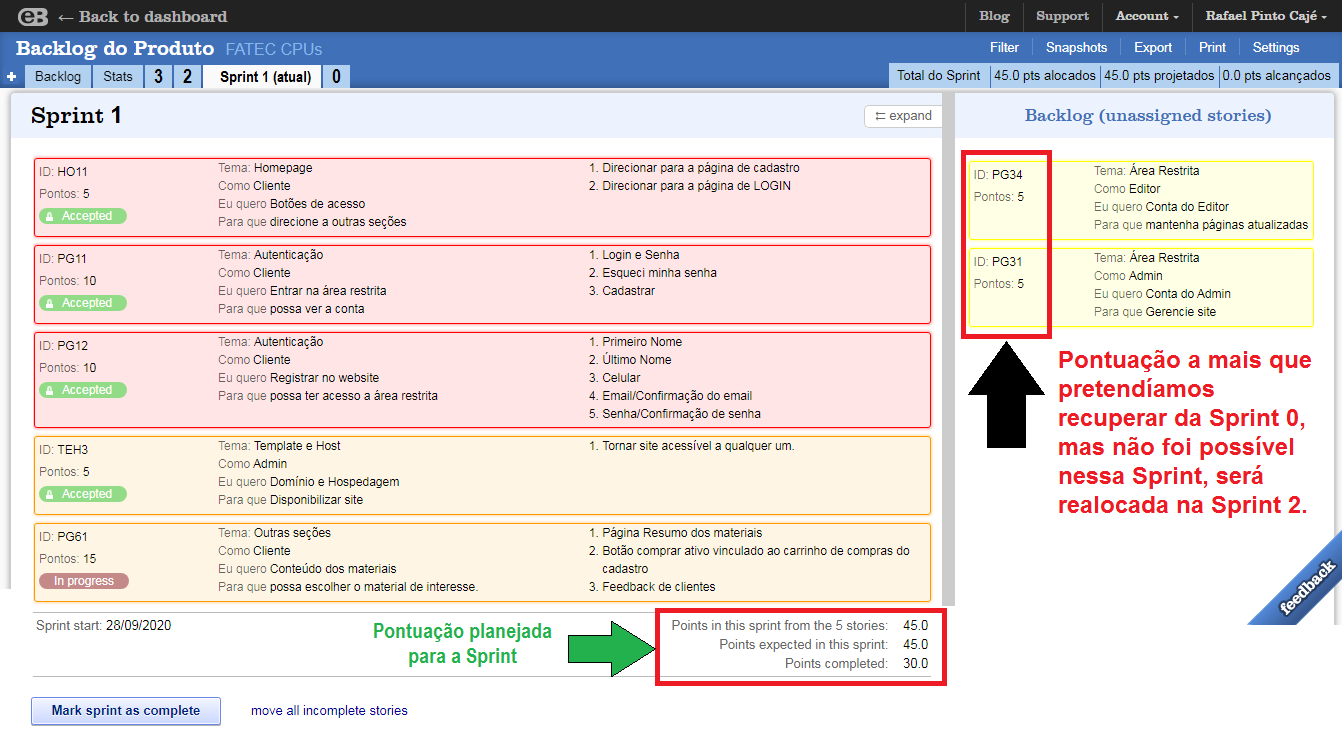 eB ← Back to dashboard
Blog Support Account Rafael Pinto Cajé
Backlog do Produto FATEC CPUs
Filter Snapshots Export Print Settings
+ Backlog Stats 3 2 Sprint 1 (atual) 0
Total do Sprint 45.0 pts alocados 45.0 pts projetados 0.0 pts alcançados
Sprint 1
expand
ID: HO11
Pontos: 5
Accepted
Tema: Homepage
Como Cliente
Eu quero Botões de acesso
Para que direcione a outras seções
1. Direcionar para a página de cadastro
2. Direcionar para a página de LOGIN
ID: PG11
Pontos: 10
Accepted
Tema: Autenticação
Como Cliente
Eu quero Entrar na área restrita
Para que possa ver a conta
1. Login e Senha
2. Esqueci minha senha
3. Cadastrar
ID: PG12
Pontos: 10
Accepted
Tema: Autenticação
Como Cliente
Eu quero Registrar no website
Para que possa ter acesso a área restrita
1. Primeiro Nome
2. Último Nome
3. Celular
4. Email/Confirmação do email
5. Senha/Confirmação de senha
ID: TEH3
Pontos: 5
Accepted
Tema: Template e Host
Como Admin
Eu quero Domínio e Hospedagem
Para que Disponibilizar site
1. Tornar site acessível a qualquer um.
ID: PG61
Pontos: 15
In progress
Tema: Outras seções
Como Cliente
Eu quero Conteúdo dos materiais
Para que possa escolher o material de interesse.
1. Página Resumo dos materiais
2. Botão comprar ativo vinculado ao carrinho de compras do
cadastro
3. Feedback de clientes
Sprint start: 28/09/2020
Pontuação planejada
para a Sprint
Points in this sprint from the 5 stories: 45.0
Points expected in this sprint: 45.0
Points completed: 30.0
Mark sprint as complete
move all incomplete stories
Backlog (unassigned stories)
ID: PG34
Pontos: 5
Tema: Área Restrita
Como Editor
Eu quero Conta do Editor
Para que mantenha páginas atualizadas
ID: PG31
Pontos: 5
Tema: Área Restrita
Como Admin
Eu quero Conta do Admin
Para que Gerencie site
Pontuação a mais que
pretendíamos
recuperar da Sprint 0,
mas não foi possível
nessa Sprint, será
realocada na Sprint 2.
feedback